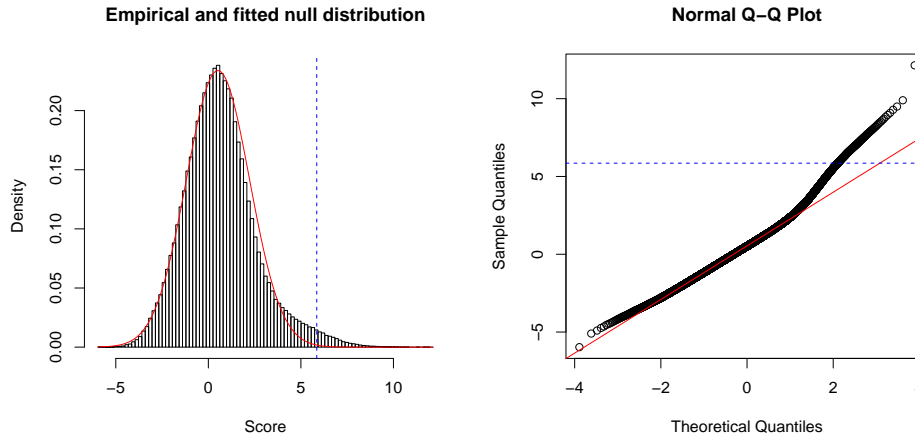 Empirical and fitted null distribution
Density
0.00 0.05 0.10 0.15 0.20
−5 0 5 10
Score
Normal Q−Q Plot
Sample Quantiles
−5 0 5 10
−4 −2 0 2
Theoretical Quantiles